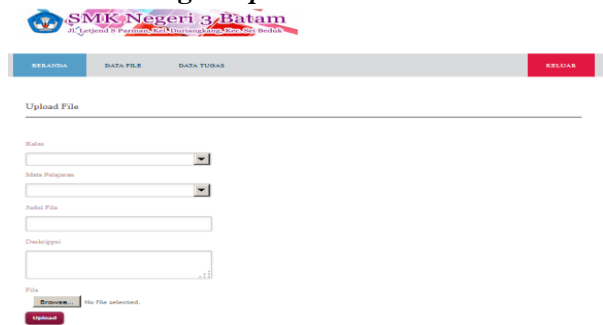 SMK Negeri 3 Batam
Jl. Letjend S Parman, Kel. Duriangkang, Kec. Sei Beduk
BERANDA DATA FILE DATA TUGAS KELUAR
Upload File
Kelas
Mata Pelajaran
Judul File
Deskrippsi
File
Browse... No file selected.
Upload